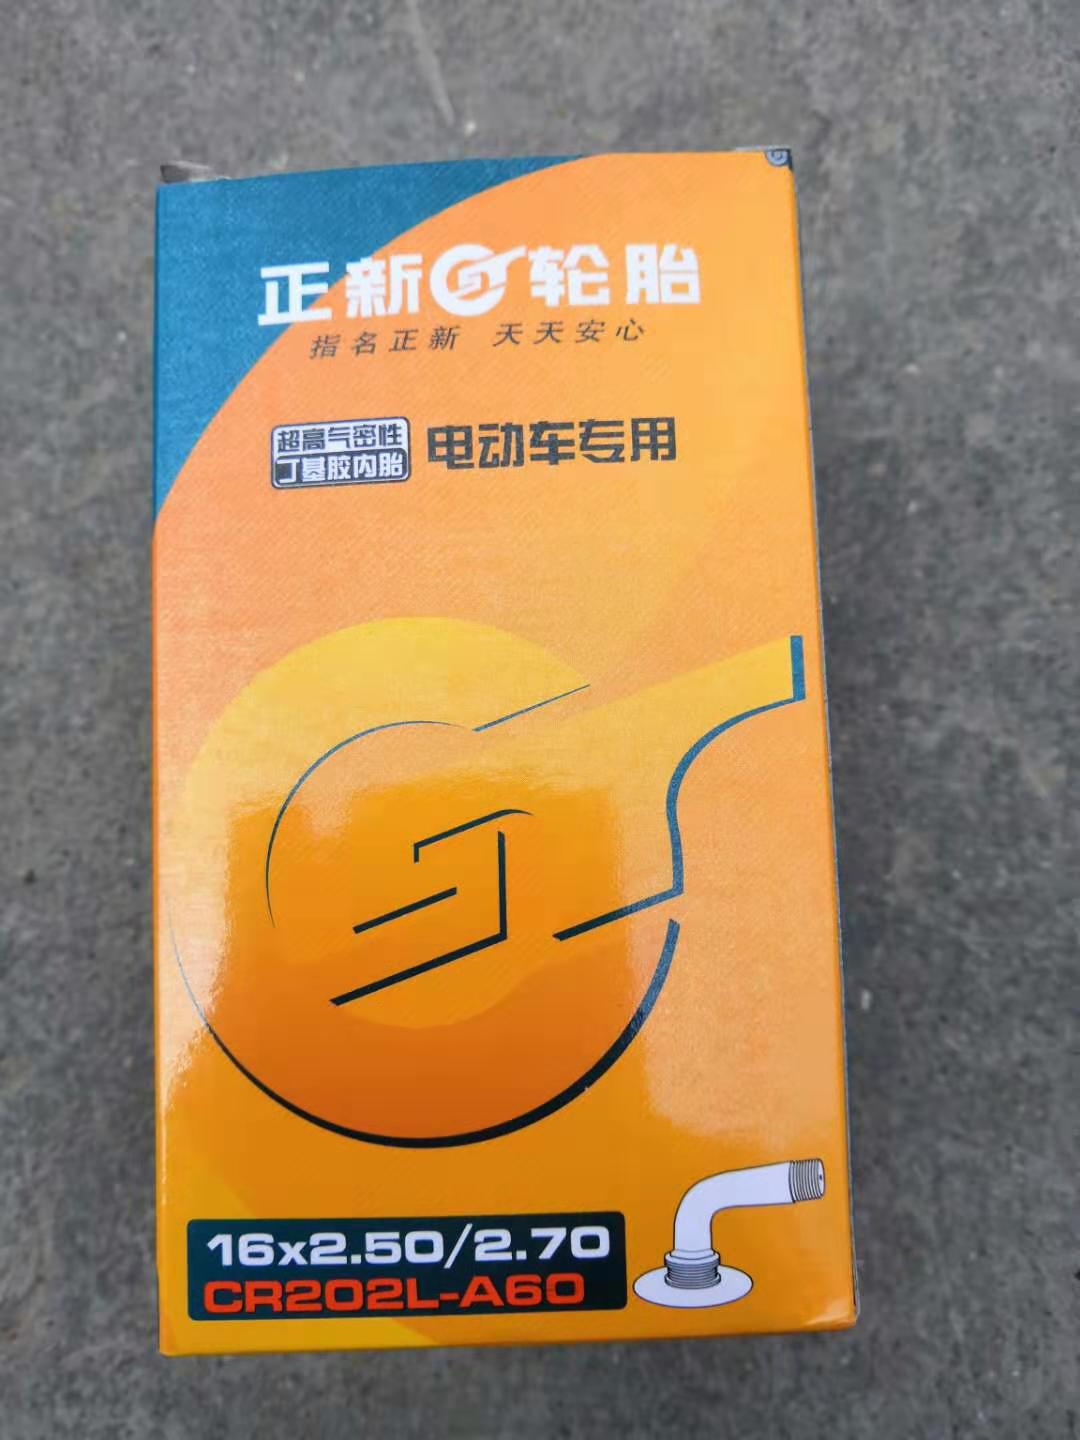 正新轮胎
指名正新 天天安心
超高气密性
丁基胶内胎
电动车专用
16x2.50/2.70
CR202L-A60